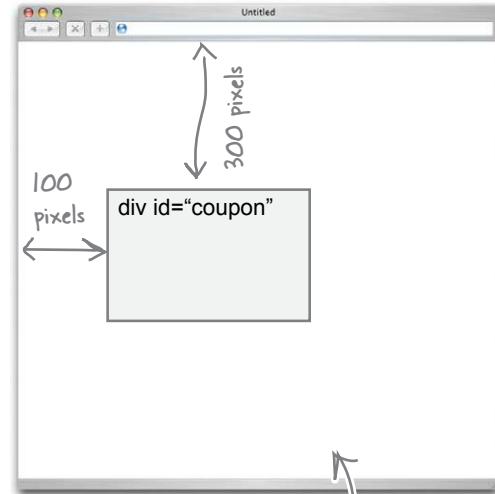 Untitled
300 pixels
100
pixels
div id=“coupon”